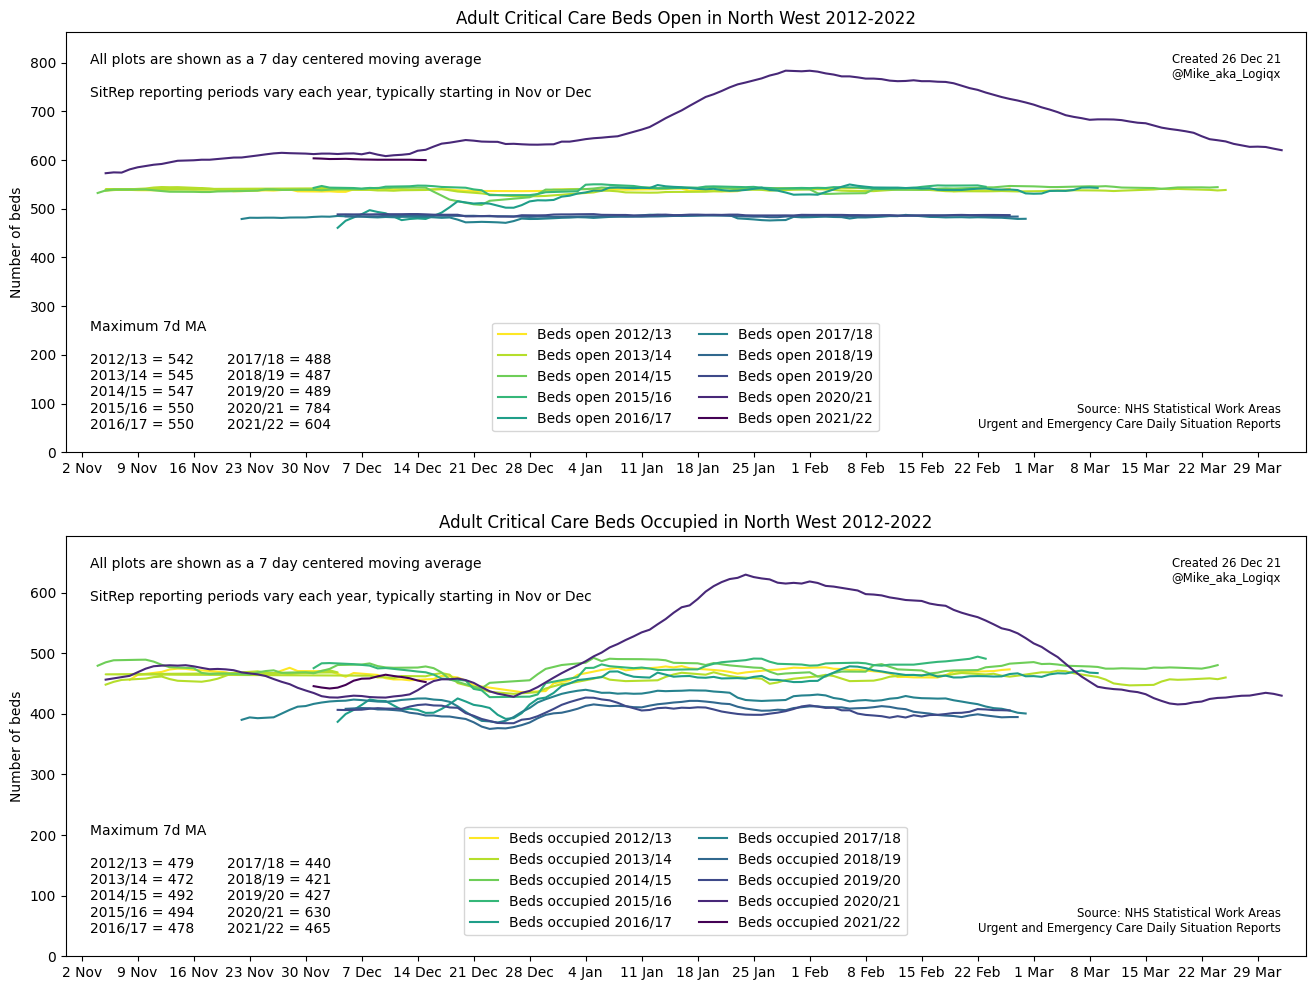 Adult Critical Care Beds Open in North West 2012-2022
All plots are shown as a 7 day centered moving average
SitRep reporting periods vary each year, typically starting in Nov or Dec
Created 26 Dec 21
@Mike_aka_Logiqx
Number of beds
800
700
600
500
400
300
200
100
0
Maximum 7d MA
2012/13 = 542 2017/18 = 488
2013/14 = 545 2018/19 = 487
2014/15 = 547 2019/20 = 489
2015/16 = 550 2020/21 = 784
2016/17 = 550 2021/22 = 604
Beds open 2012/13 Beds open 2017/18
Beds open 2013/14 Beds open 2018/19
Beds open 2014/15 Beds open 2019/20
Beds open 2015/16 Beds open 2020/21
Beds open 2016/17 Beds open 2021/22
Source: NHS Statistical Work Areas
Urgent and Emergency Care Daily Situation Reports
2 Nov 9 Nov 16 Nov 23 Nov 30 Nov 7 Dec 14 Dec 21 Dec 28 Dec 4 Jan 11 Jan 18 Jan 25 Jan 1 Feb 8 Feb 15 Feb 22 Feb 1 Mar 8 Mar 15 Mar 22 Mar 29 Mar
Adult Critical Care Beds Occupied in North West 2012-2022
All plots are shown as a 7 day centered moving average
SitRep reporting periods vary each year, typically starting in Nov or Dec
Created 26 Dec 21
@Mike_aka_Logiqx
Number of beds
600
500
400
300
200
100
0
Maximum 7d MA
2012/13 = 479 2017/18 = 440
2013/14 = 472 2018/19 = 421
2014/15 = 492 2019/20 = 427
2015/16 = 494 2020/21 = 630
2016/17 = 478 2021/22 = 465
Beds occupied 2012/13 Beds occupied 2017/18
Beds occupied 2013/14 Beds occupied 2018/19
Beds occupied 2014/15 Beds occupied 2019/20
Beds occupied 2015/16 Beds occupied 2020/21
Beds occupied 2016/17 Beds occupied 2021/22
Source: NHS Statistical Work Areas
Urgent and Emergency Care Daily Situation Reports
2 Nov 9 Nov 16 Nov 23 Nov 30 Nov 7 Dec 14 Dec 21 Dec 28 Dec 4 Jan 11 Jan 18 Jan 25 Jan 1 Feb 8 Feb 15 Feb 22 Feb 1 Mar 8 Mar 15 Mar 22 Mar 29 Mar